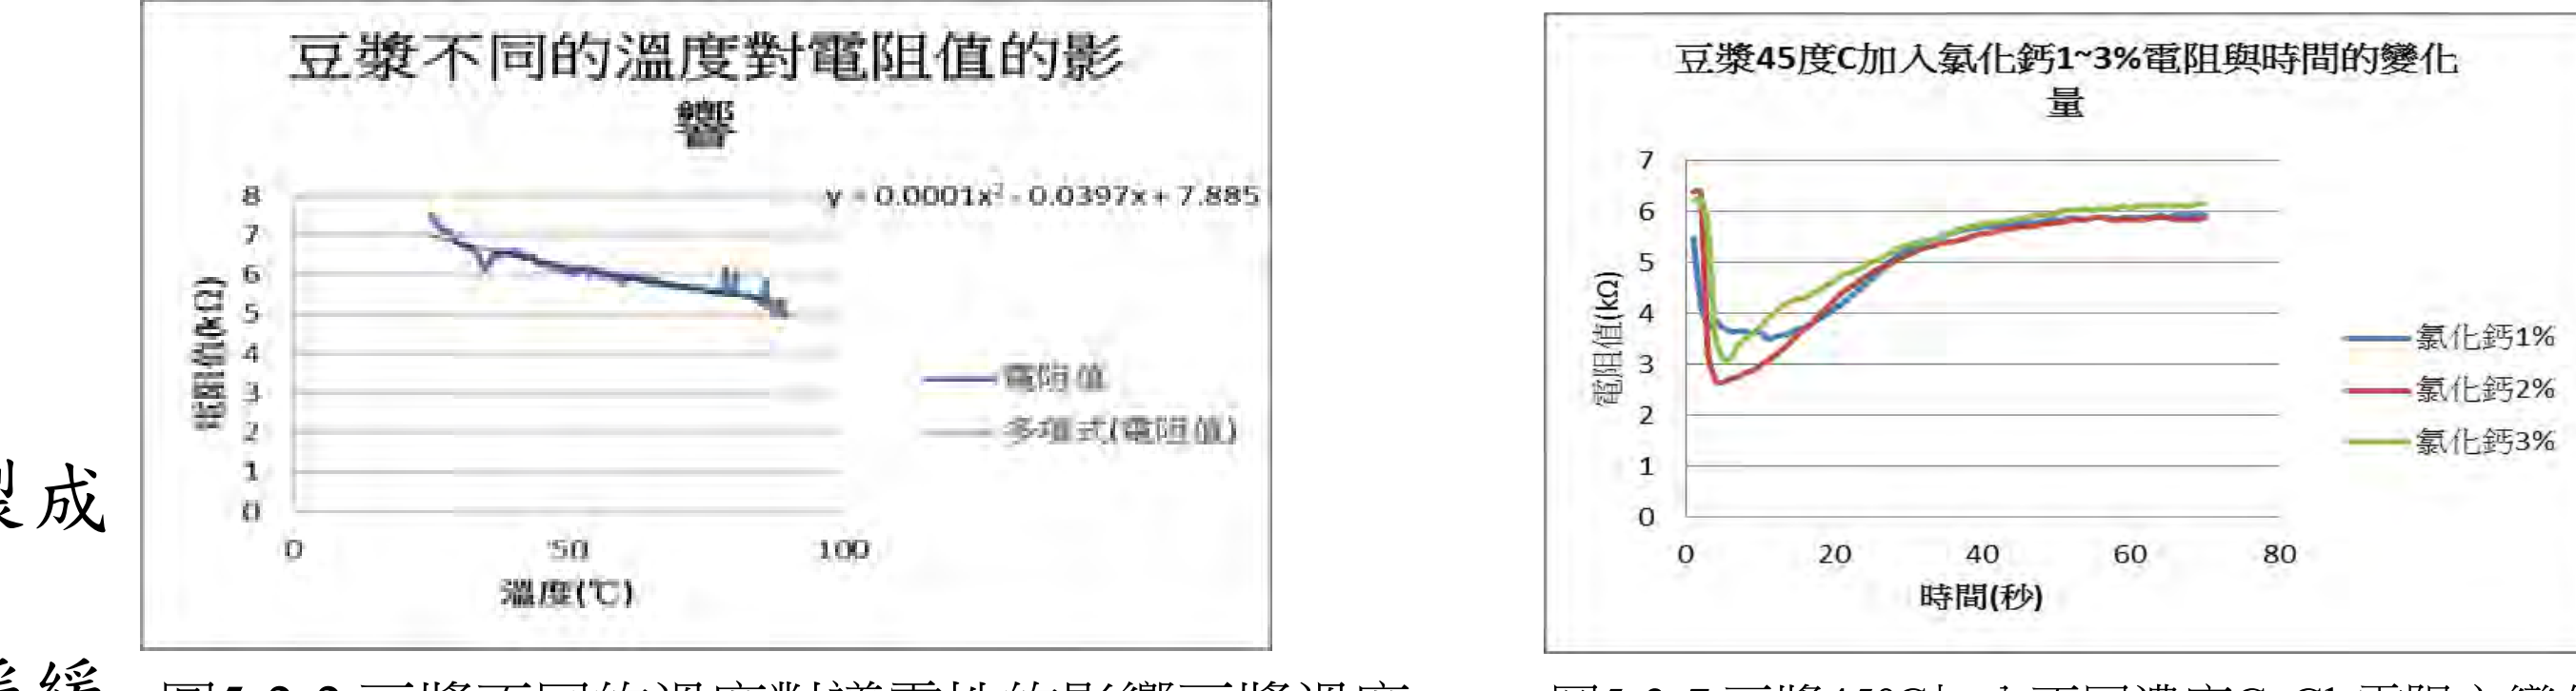 豆漿不同的溫度對電阻值的影
響
y = 0.0001x² - 0.0397x + 7.885
8
7
6
5
4
3
2
1
0
電阻值(kΩ)
0 50 100
溫度(℃)
電阻值
多項式(電阻值)
豆漿45度C加入氯化鈣1~3%電阻與時間的變化
量
7
6
5
4
3
2
1
0
電阻值(kΩ)
0 20 40 60 80
時間(秒)
氯化鈣1%
氯化鈣2%
氯化鈣3%
製成
緩